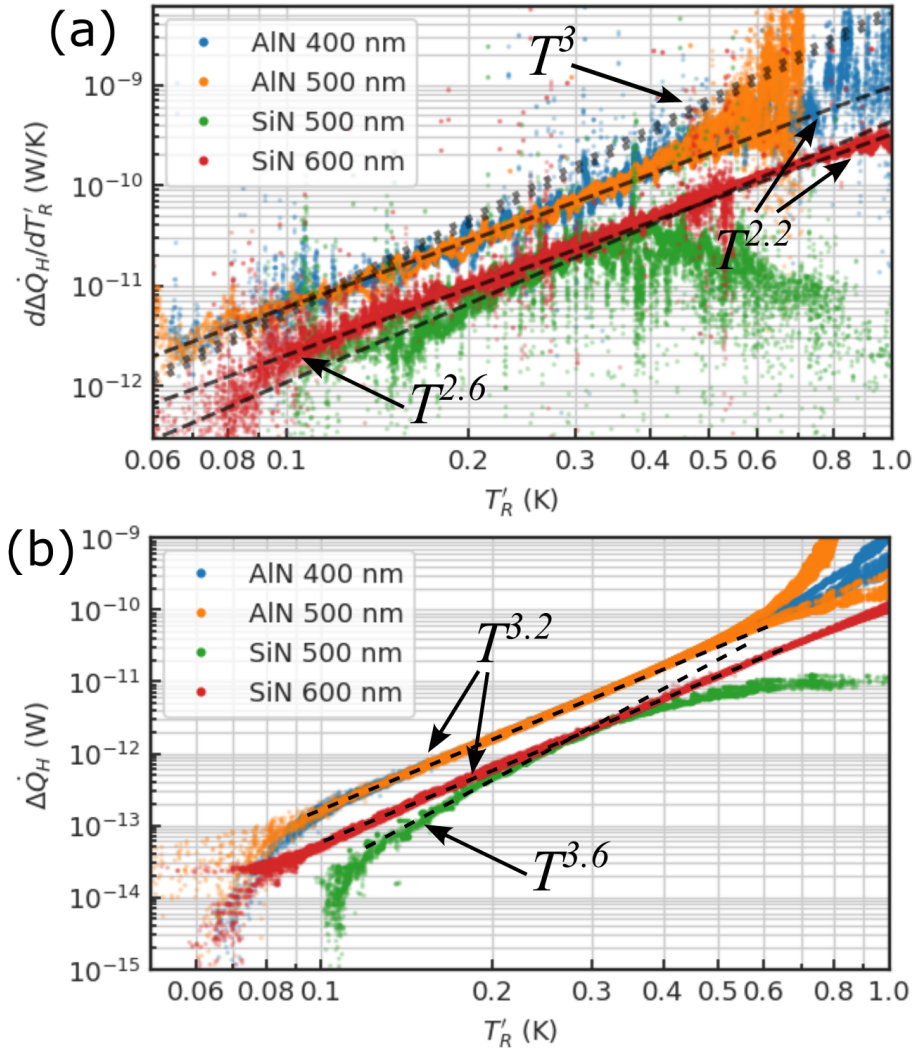 (a)
AlN 400 nm
AlN 500 nm
SiN 500 nm
SiN 600 nm
T^3
T^2.2
T^2.6
dΔQ̇_H/dT′_R (W/K)
10^-9
10^-10
10^-11
10^-12
0.06 0.08 0.1 0.2 0.3 0.4 0.5 0.6 0.8 1.0
T′_R (K)
(b)
AlN 400 nm
AlN 500 nm
SiN 500 nm
SiN 600 nm
T^3.2
T^3.6
ΔQ̇_H (W)
10^-9
10^-10
10^-11
10^-12
10^-13
10^-14
10^-15
0.06 0.08 0.1 0.2 0.3 0.4 0.5 0.6 0.8 1.0
T′_R (K)